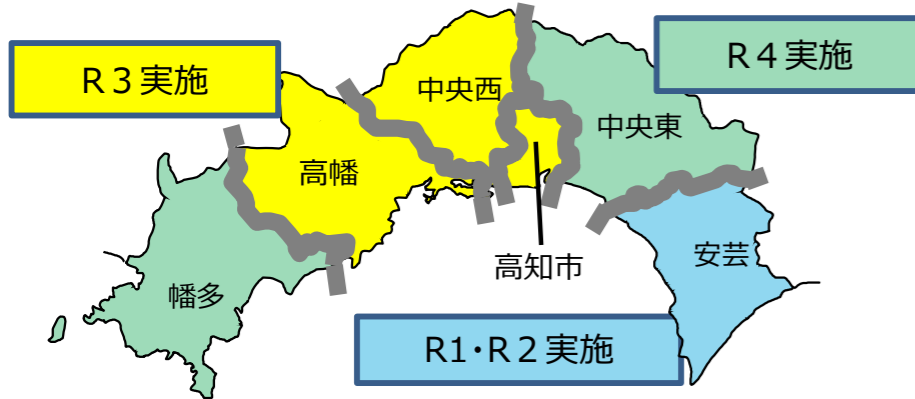 R３実施
R４実施
中央西
中央東
高幡
安芸
高知市
幡多
R1・R２実施